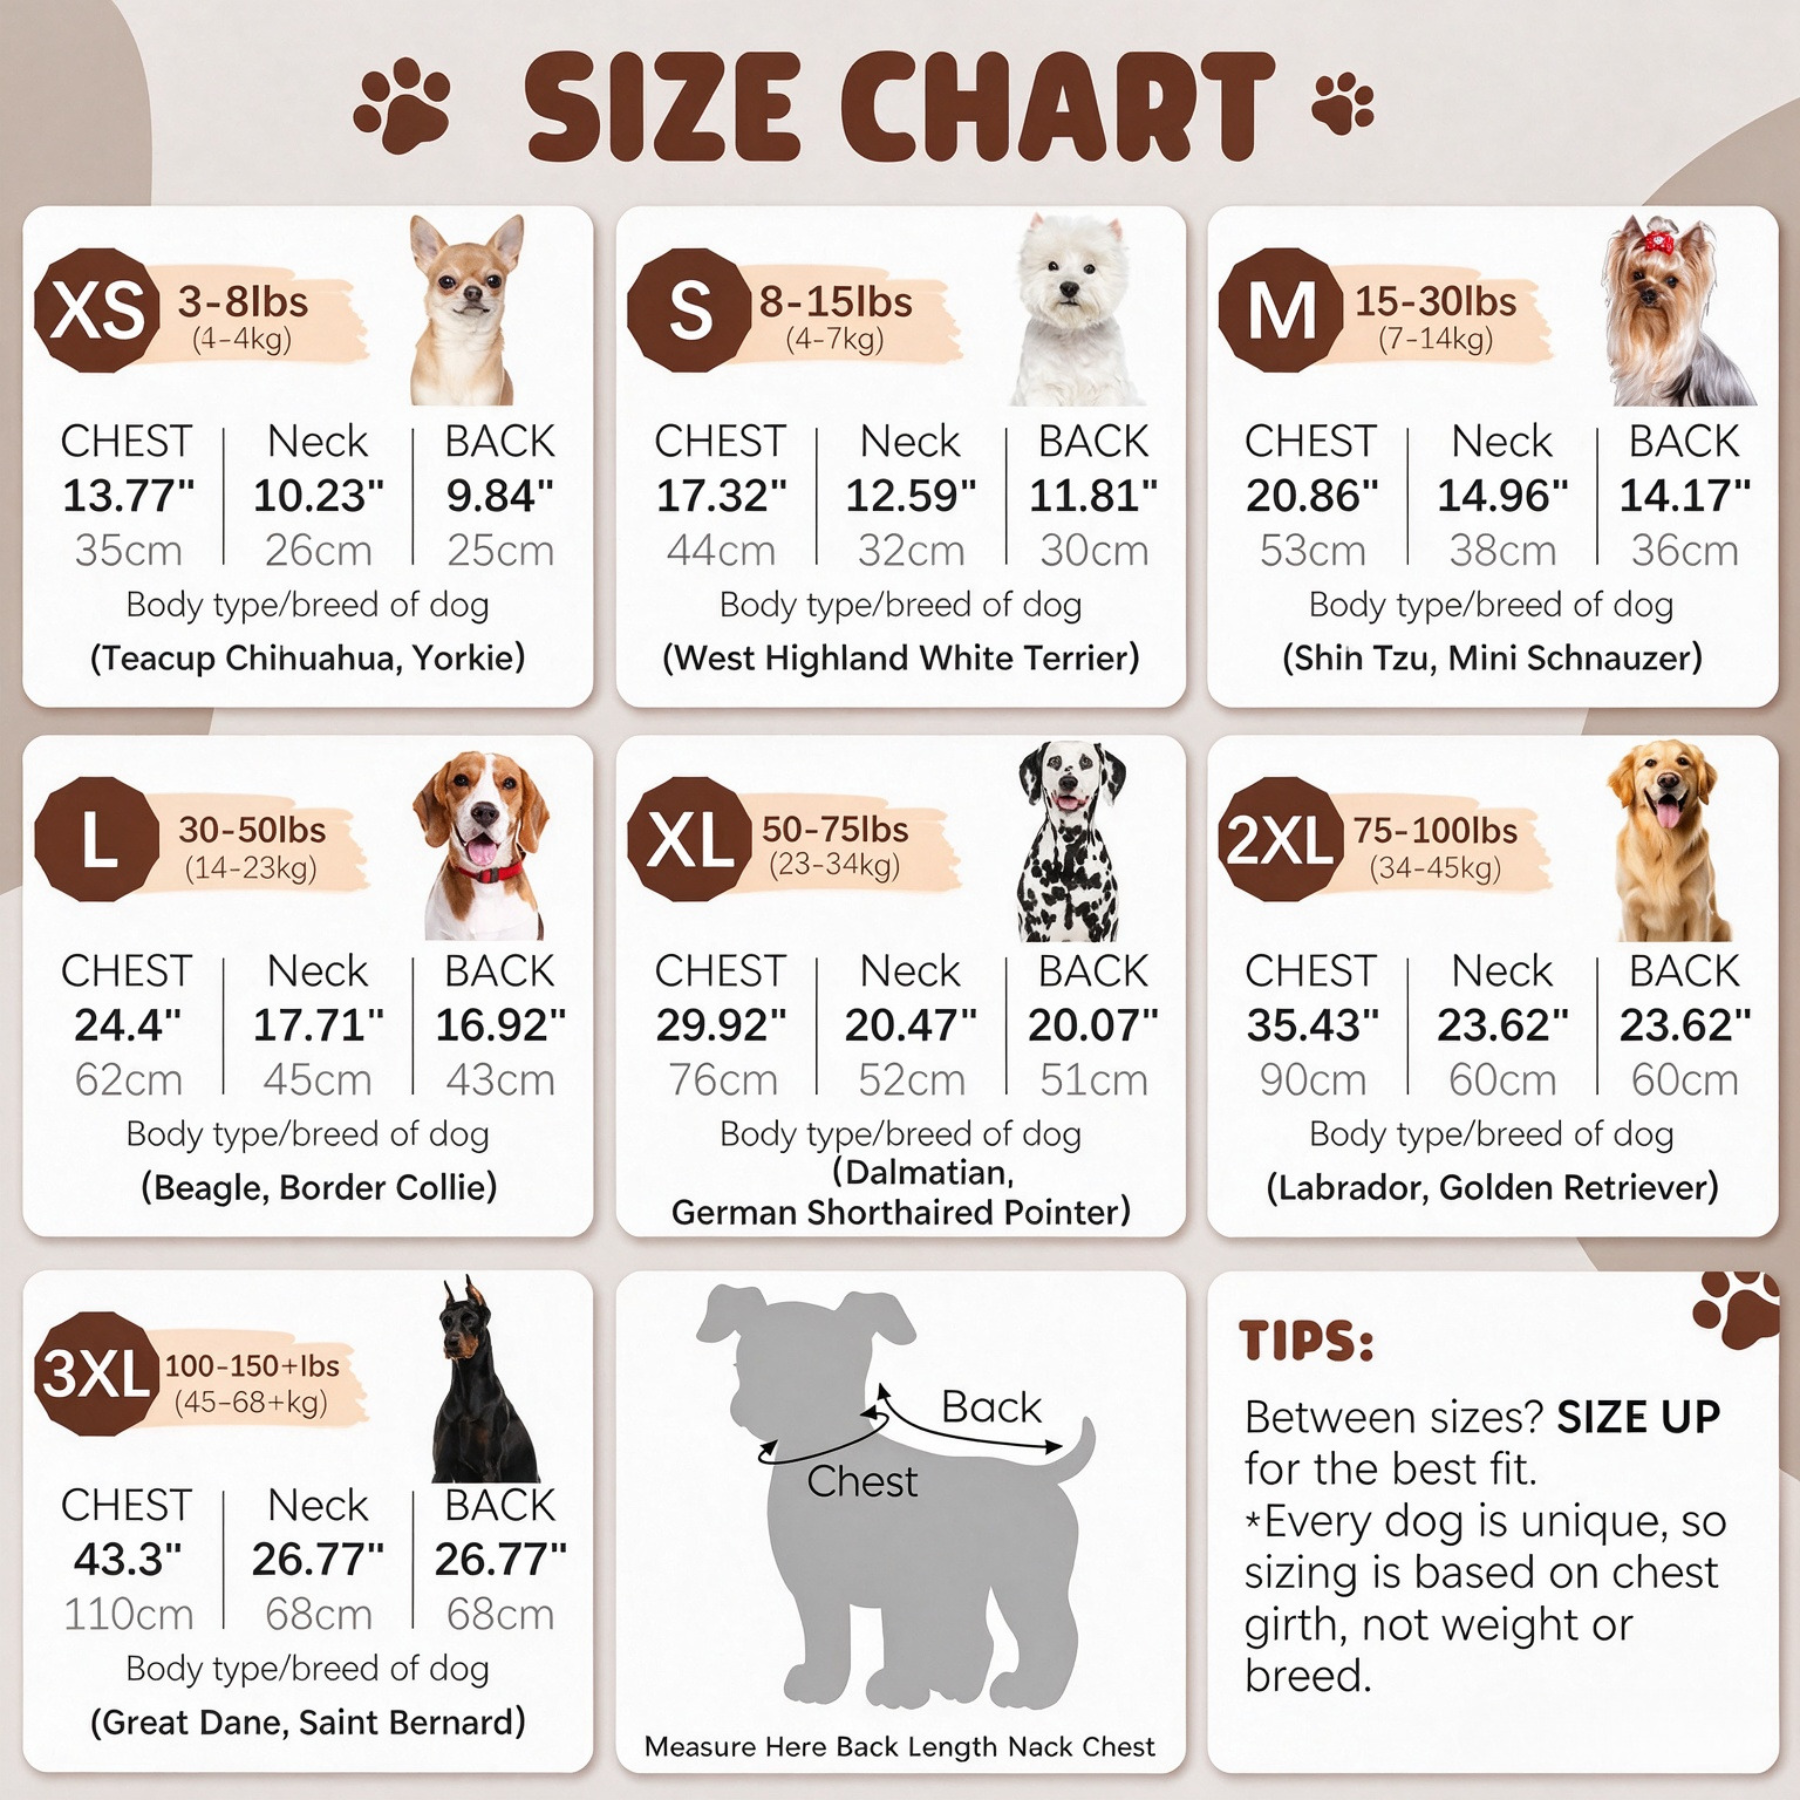 SIZE CHART
XS
3-8lbs
(4-4kg)
CHEST Neck BACK
13.77" 10.23" 9.84"
35cm 26cm 25cm
Body type/breed of dog
(Teacup Chihuahua, Yorkie)
S
8-15lbs
(4-7kg)
CHEST Neck BACK
17.32" 12.59" 11.81"
44cm 32cm 30cm
Body type/breed of dog
(West Highland White Terrier)
M
15-30lbs
(7-14kg)
CHEST Neck BACK
20.86" 14.96" 14.17"
53cm 38cm 36cm
Body type/breed of dog
(Shih Tzu, Mini Schnauzer)
L
30-50lbs
(14-23kg)
CHEST Neck BACK
24.4" 17.71" 16.92"
62cm 45cm 43cm
Body type/breed of dog
(Beagle, Border Collie)
XL
50-75lbs
(23-34kg)
CHEST Neck BACK
29.92" 20.47" 20.07"
76cm 52cm 51cm
Body type/breed of dog
(Dalmatian,
German Shorthaired Pointer)
2XL
75-100lbs
(34-45kg)
CHEST Neck BACK
35.43" 23.62" 23.62"
90cm 60cm 60cm
Body type/breed of dog
(Labrador, Golden Retriever)
3XL
100-150+lbs
(45-68+kg)
CHEST Neck BACK
43.3" 26.77" 26.77"
110cm 68cm 68cm
Body type/breed of dog
(Great Dane, Saint Bernard)
Back
Chest
Measure Here Back Length Nack Chest
TIPS:
Between sizes? SIZE UP
for the best fit.
*Every dog is unique, so
sizing is based on chest
girth, not weight or
breed.